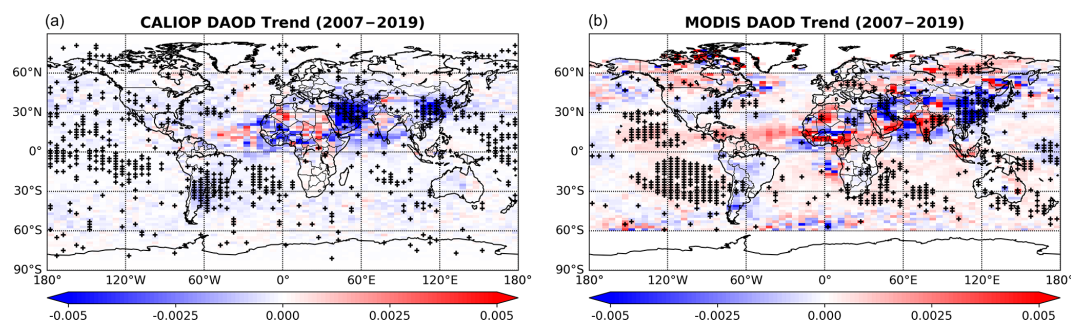 (a) CALIOP DAOD Trend (2007−2019)
60°N
30°N
0°
30°S
60°S
90°S
180° 120°W 60°W 0° 60°E 120°E 180°
-0.005 -0.0025 0.000 0.0025 0.005
(b) MODIS DAOD Trend (2007−2019)
60°N
30°N
0°
30°S
60°S
90°S
180° 120°W 60°W 0° 60°E 120°E 180°
-0.005 -0.0025 0.000 0.0025 0.005